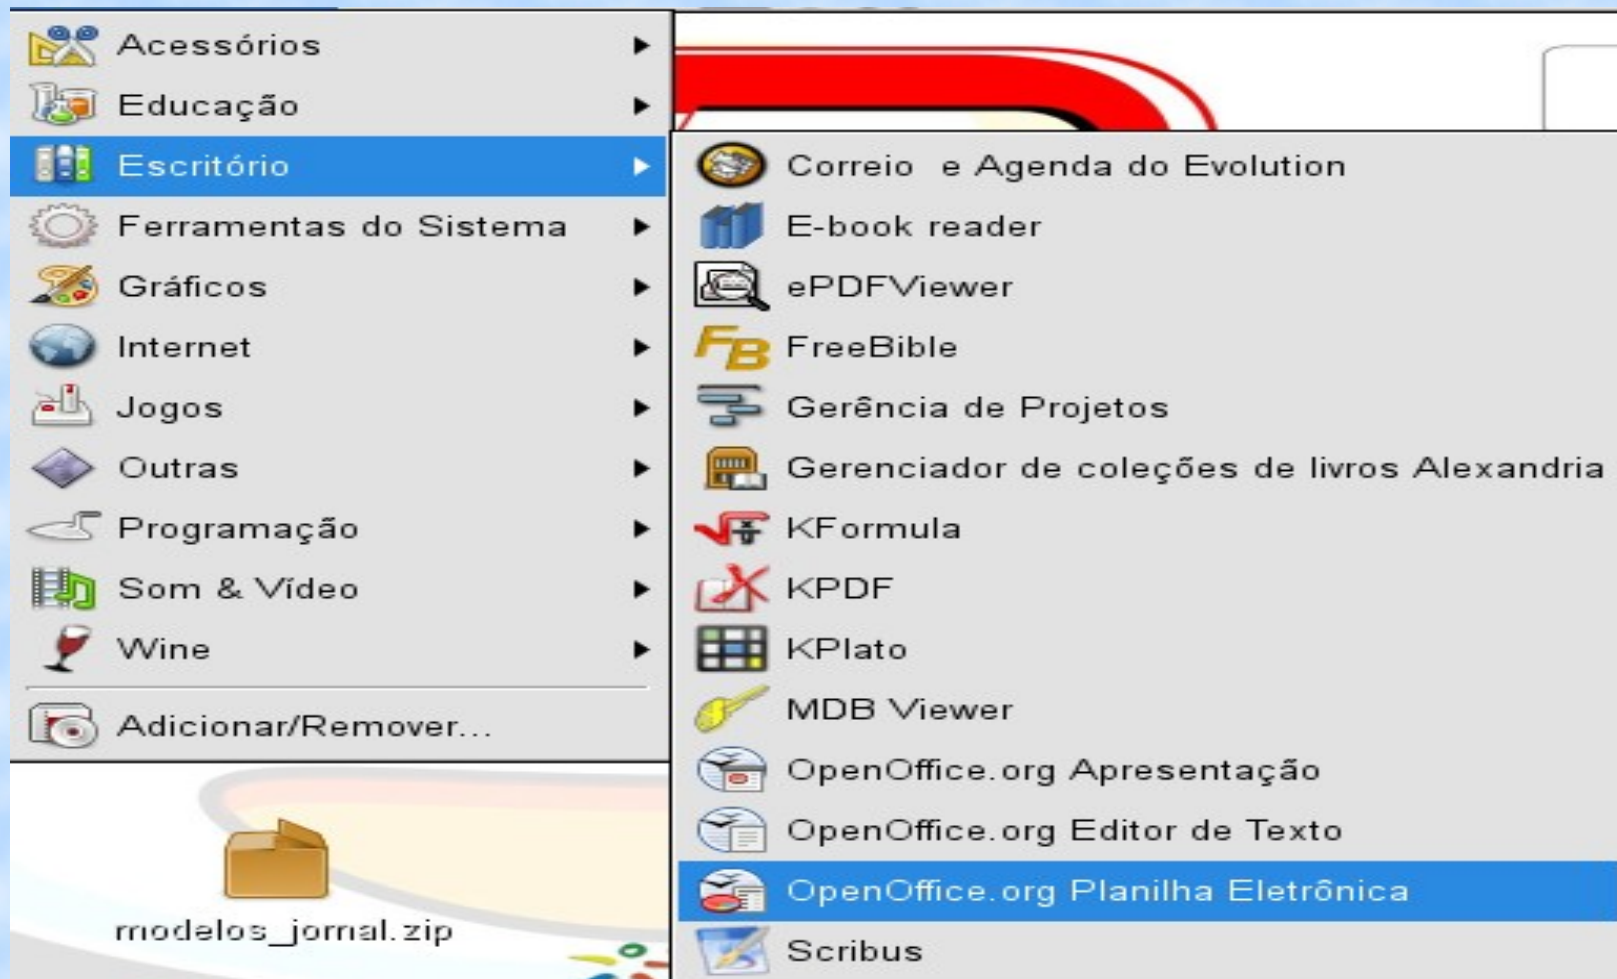 Acessórios
Educação
Escritório
Ferramentas do Sistema
Gráficos
Internet
Jogos
Outras
Programação
Som & Vídeo
Wine
Adicionar/Remover...
modelos_jornal.zip
Correio e Agenda do Evolution
E-book reader
ePDFViewer
FB FreeBible
Gerência de Projetos
Gerenciador de coleções de livros Alexandria
KFormula
KPDF
KPlato
MDB Viewer
OpenOffice.org Apresentação
OpenOffice.org Editor de Texto
OpenOffice.org Planilha Eletrônica
Scribus